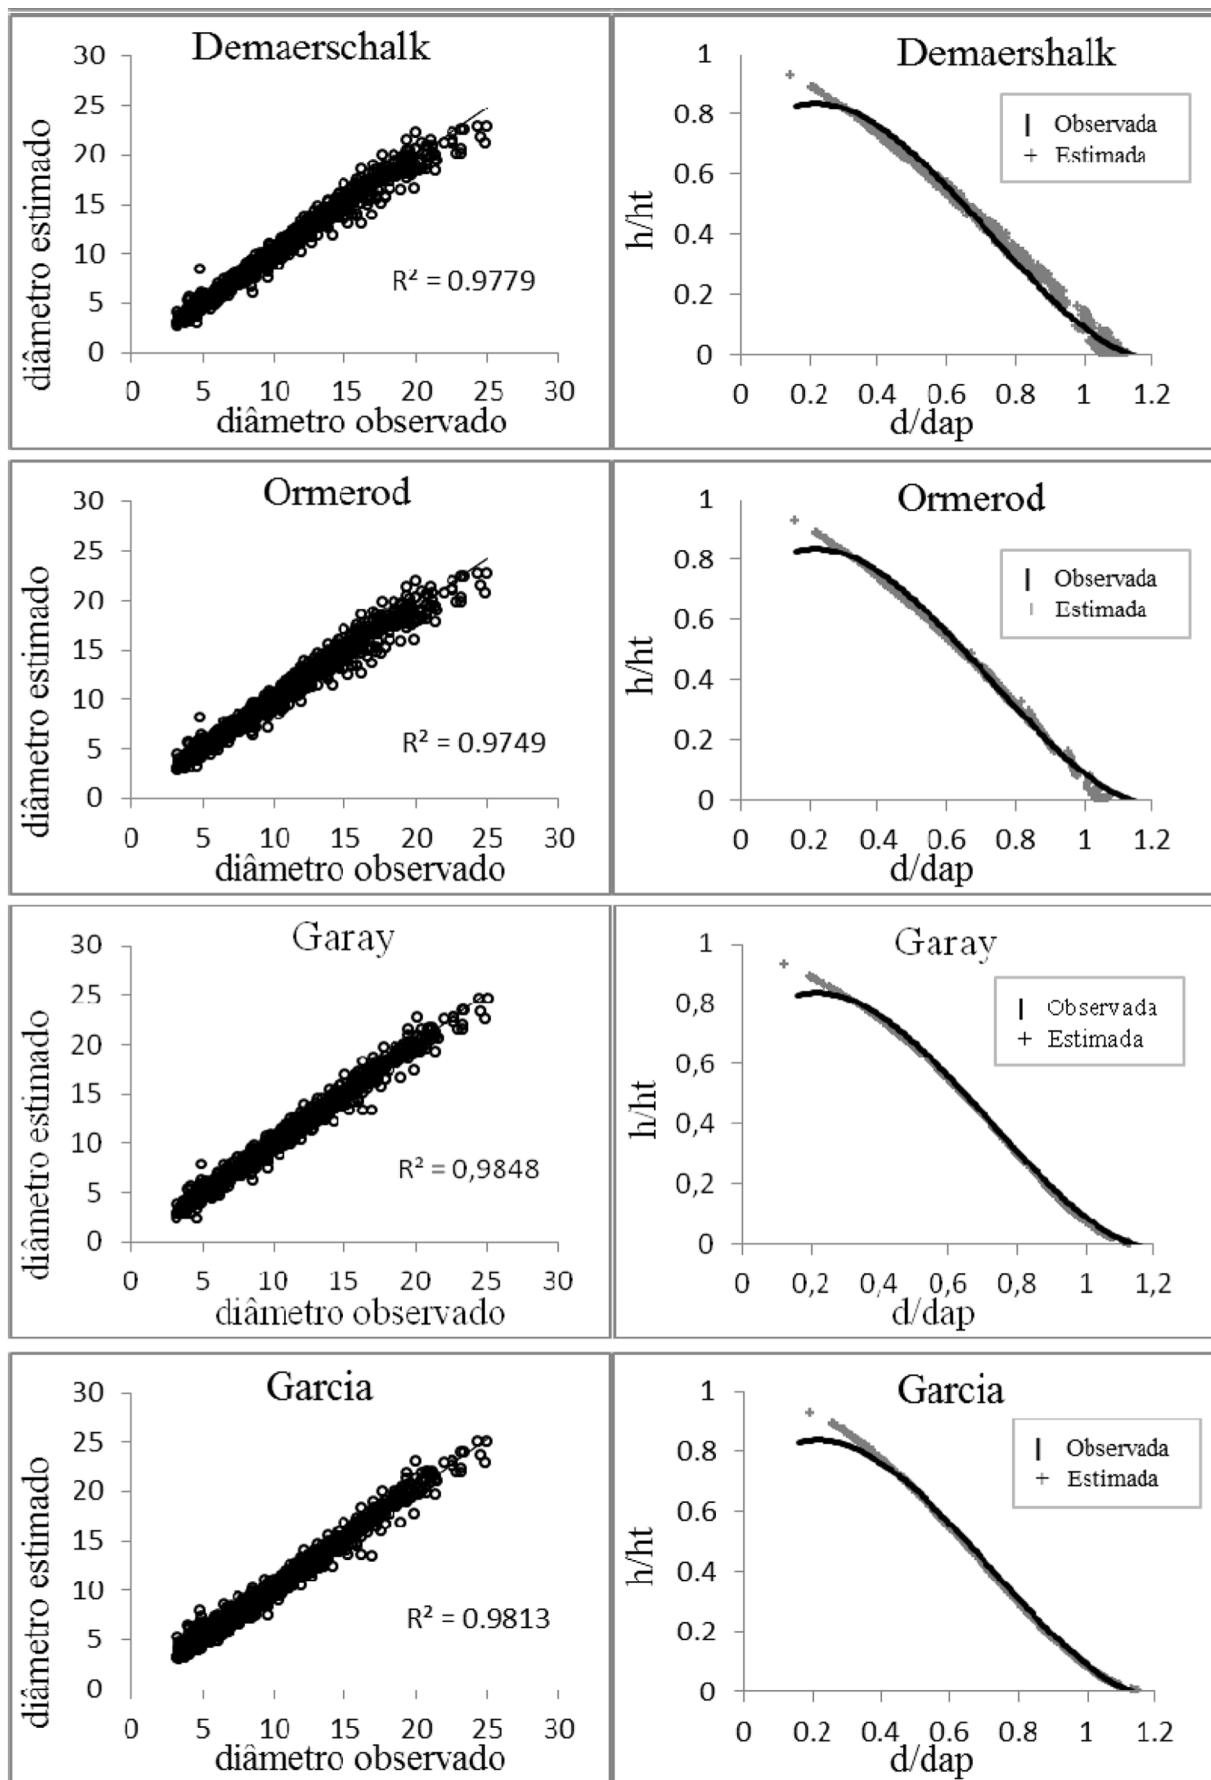 Demaerschalk
30
25
20
15
10
5
0
0 5 10 15 20 25 30
diâmetro estimado
diâmetro observado
R² = 0.9779
Demaershalk
1
0.8
0.6
0.4
0.2
0
0 0.2 0.4 0.6 0.8 1 1.2
h/ht
d/dap
Observada
Estimada
Ormerod
30
25
20
15
10
5
0
0 5 10 15 20 25 30
diâmetro estimado
diâmetro observado
R² = 0.9749
Ormerod
1
0.8
0.6
0.4
0.2
0
0 0.2 0.4 0.6 0.8 1 1.2
h/ht
d/dap
Observada
Estimada
Garay
30
25
20
15
10
5
0
0 5 10 15 20 25 30
diâmetro estimado
diâmetro observado
R² = 0,9848
Garay
1
0,8
0,6
0,4
0,2
0
0 0,2 0,4 0,6 0,8 1 1,2
h/ht
d/dap
Observada
Estimada
Garcia
30
25
20
15
10
5
0
0 5 10 15 20 25 30
diâmetro estimado
diâmetro observado
R² = 0.9813
Garcia
1
0.8
0.6
0.4
0.2
0
0 0.2 0.4 0.6 0.8 1 1.2
h/ht
d/dap
Observada
Estimada